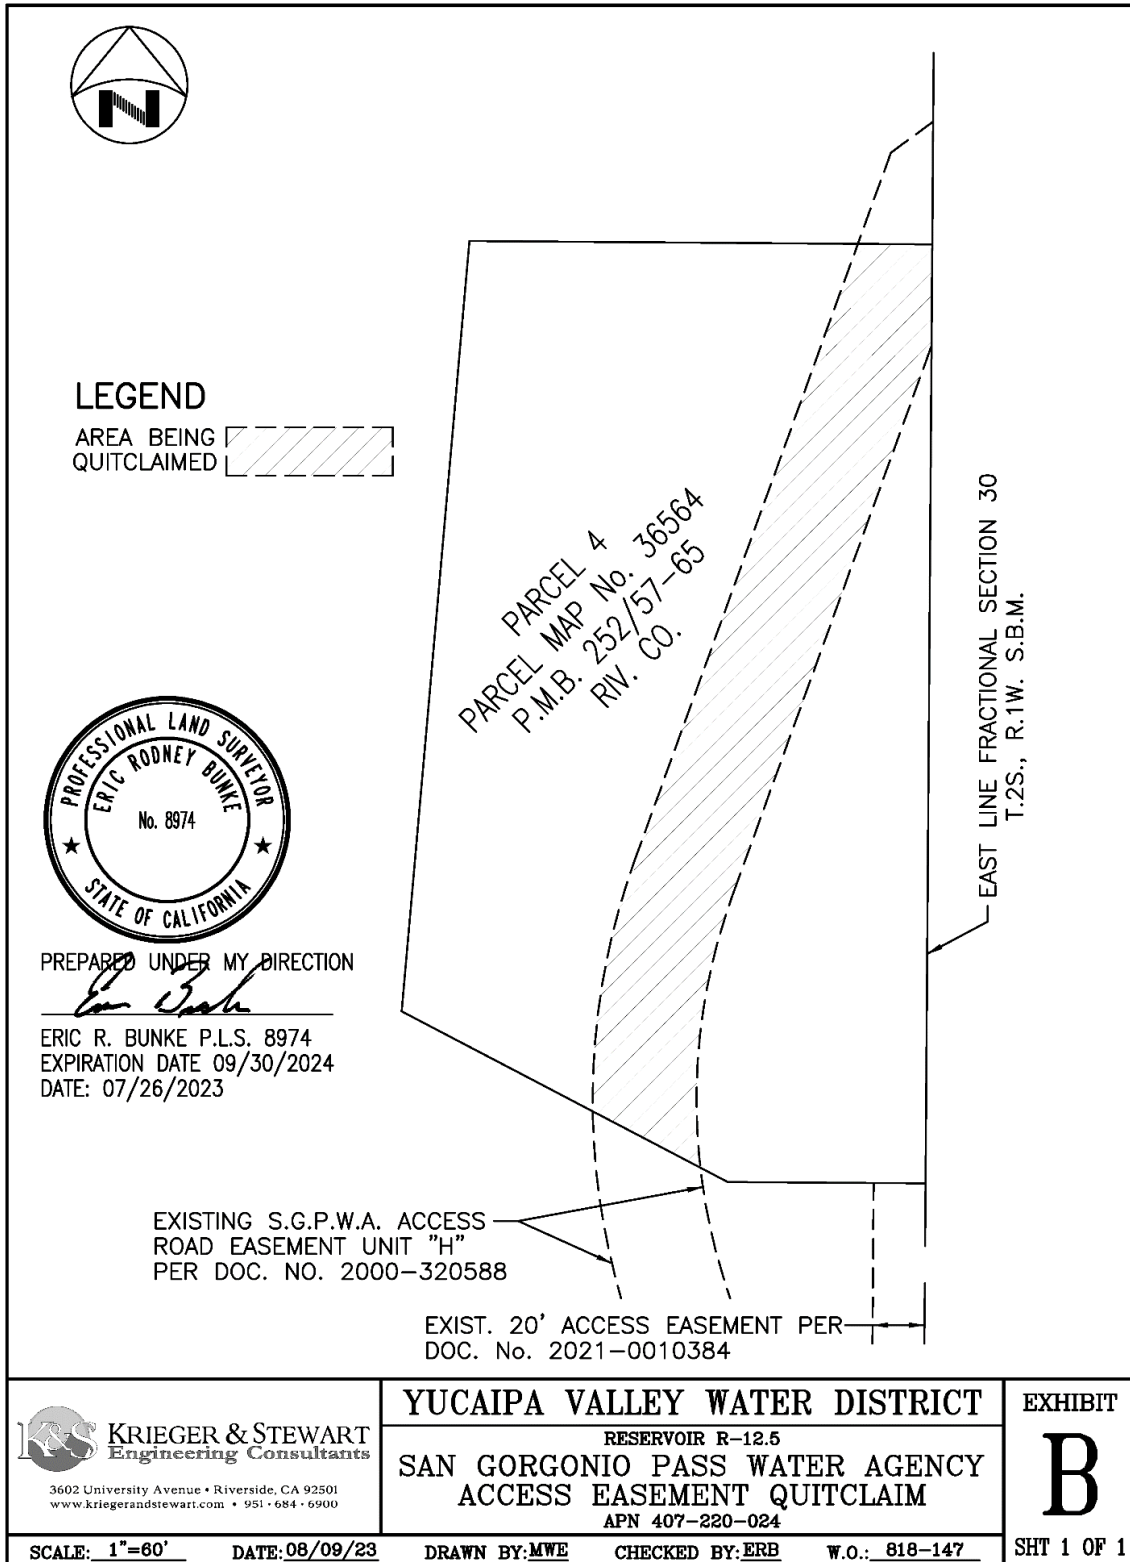 N
LEGEND
AREA BEING
QUITCLAIMED
PARCEL 4
PARCEL MAP No. 36564
P.M.B. 252/57-65
RIV. CO.
EAST LINE FRACTIONAL SECTION 30
T.2S., R.1W. S.B.M.
PROFESSIONAL LAND SURVEYOR
ERIC RODNEY BUNKE
No. 8974
STATE OF CALIFORNIA
PREPARED UNDER MY DIRECTION
ERIC R. BUNKE P.L.S. 8974
EXPIRATION DATE 09/30/2024
DATE: 07/26/2023
EXISTING S.G.P.W.A. ACCESS
ROAD EASEMENT UNIT "H"
PER DOC. NO. 2000-320588
EXIST. 20' ACCESS EASEMENT PER
DOC. No. 2021-0010384
K&S
KRIEGER & STEWART
Engineering Consultants
3602 University Avenue • Riverside, CA 92501
www.kriegerandstewart.com • 951 · 684 · 6900
YUCAIPA VALLEY WATER DISTRICT
RESERVOIR R-12.5
SAN GORGONIO PASS WATER AGENCY
ACCESS EASEMENT QUITCLAIM
APN 407-220-024
EXHIBIT
B
SHT 1 OF 1
SCALE: 1"=60' DATE: 08/09/23 DRAWN BY: MWE CHECKED BY: ERB W.O.: 818-147